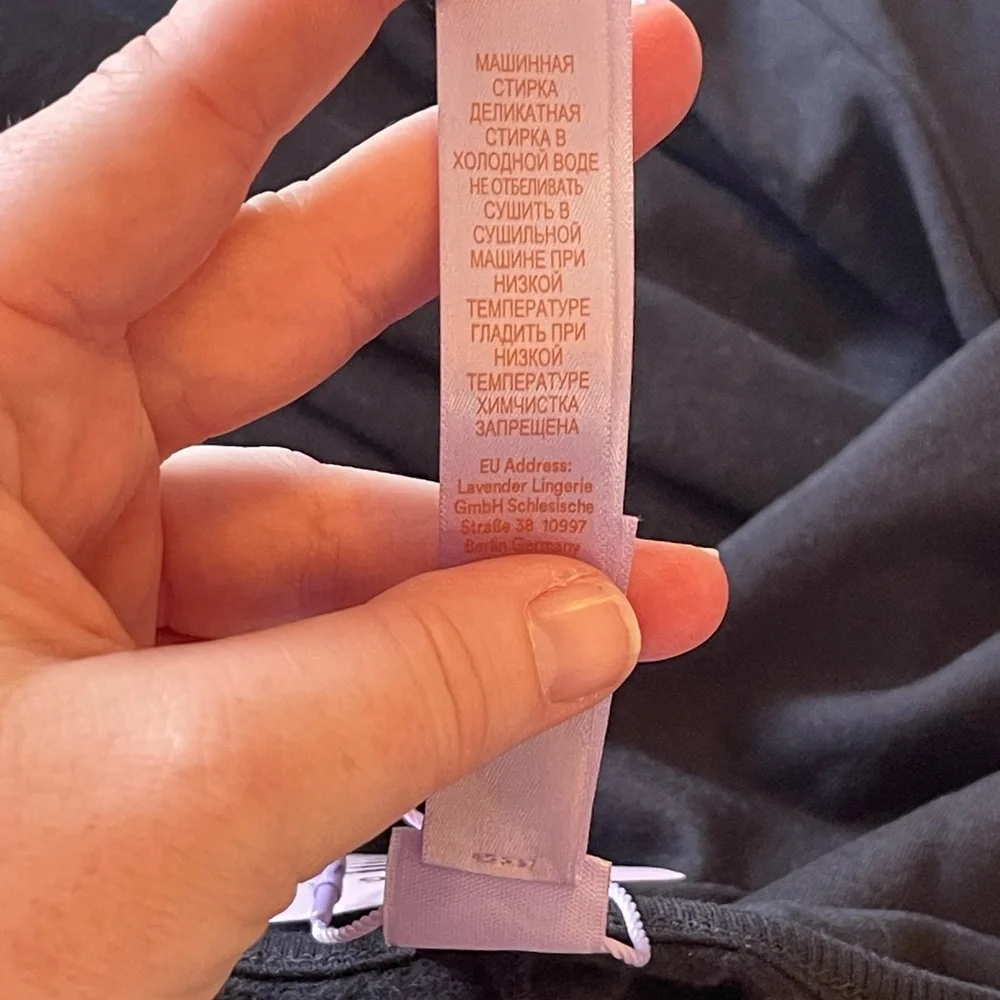 МАШИННАЯ
СТИРКА
ДЕЛИКАТНАЯ
СТИРКА В
ХОЛОДНОЙ ВОДЕ
НЕ ОТБЕЛИВАТЬ
СУШИТЬ В
СУШИЛЬНОЙ
МАШИНЕ ПРИ
НИЗКОЙ
ТЕМПЕРАТУРЕ
ГЛАДИТЬ ПРИ
НИЗКОЙ
ТЕМПЕРАТУРЕ
ХИМЧИСТКА
ЗАПРЕЩЕНА
EU Address:
Lavender Lingerie
GmbH Schlesische
Straße 38 10997
Berlin Germany